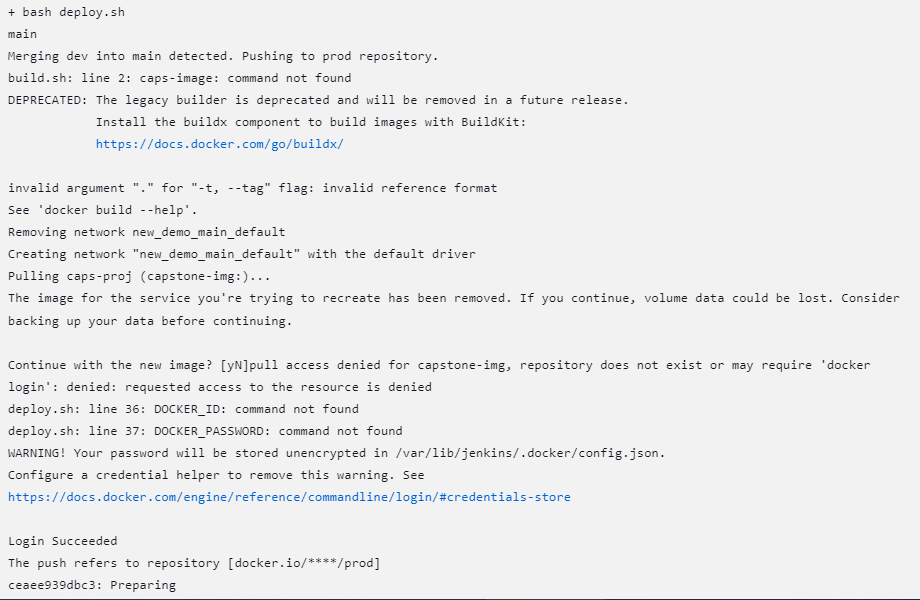 + bash deploy.sh
main
Merging dev into main detected. Pushing to prod repository.
build.sh: line 2: caps-image: command not found
DEPRECATED: The legacy builder is deprecated and will be removed in a future release.
Install the buildx component to build images with BuildKit:
https://docs.docker.com/go/buildx/
invalid argument "." for "-t, --tag" flag: invalid reference format
See 'docker build --help'.
Removing network new_demo_main_default
Creating network "new_demo_main_default" with the default driver
Pulling caps-proj (capstone-img:)...
The image for the service you're trying to recreate has been removed. If you continue, volume data could be lost. Consider
backing up your data before continuing.
Continue with the new image? [yN]pull access denied for capstone-img, repository does not exist or may require 'docker
login': denied: requested access to the resource is denied
deploy.sh: line 36: DOCKER_ID: command not found
deploy.sh: line 37: DOCKER_PASSWORD: command not found
WARNING! Your password will be stored unencrypted in /var/lib/jenkins/.docker/config.json.
Configure a credential helper to remove this warning. See
https://docs.docker.com/engine/reference/commandline/login/#credentials-store
Login Succeeded
The push refers to repository [docker.io/****/prod]
ceaee939dbc3: Preparing